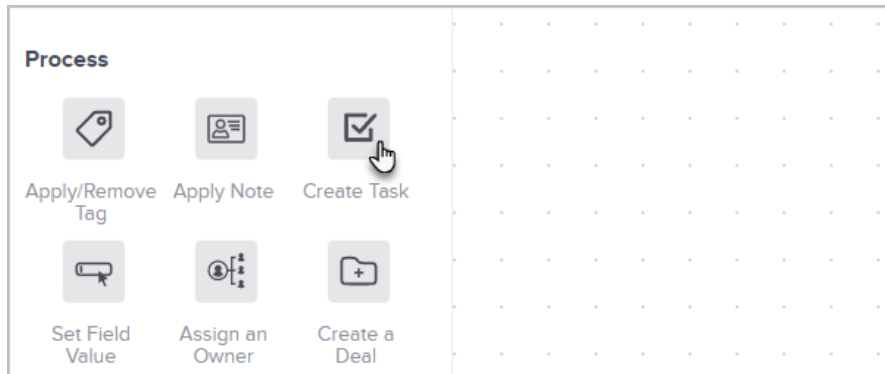 Process
Apply/Remove
Tag
Apply Note
Create Task
Set Field
Value
Assign an
Owner
Create a
Deal